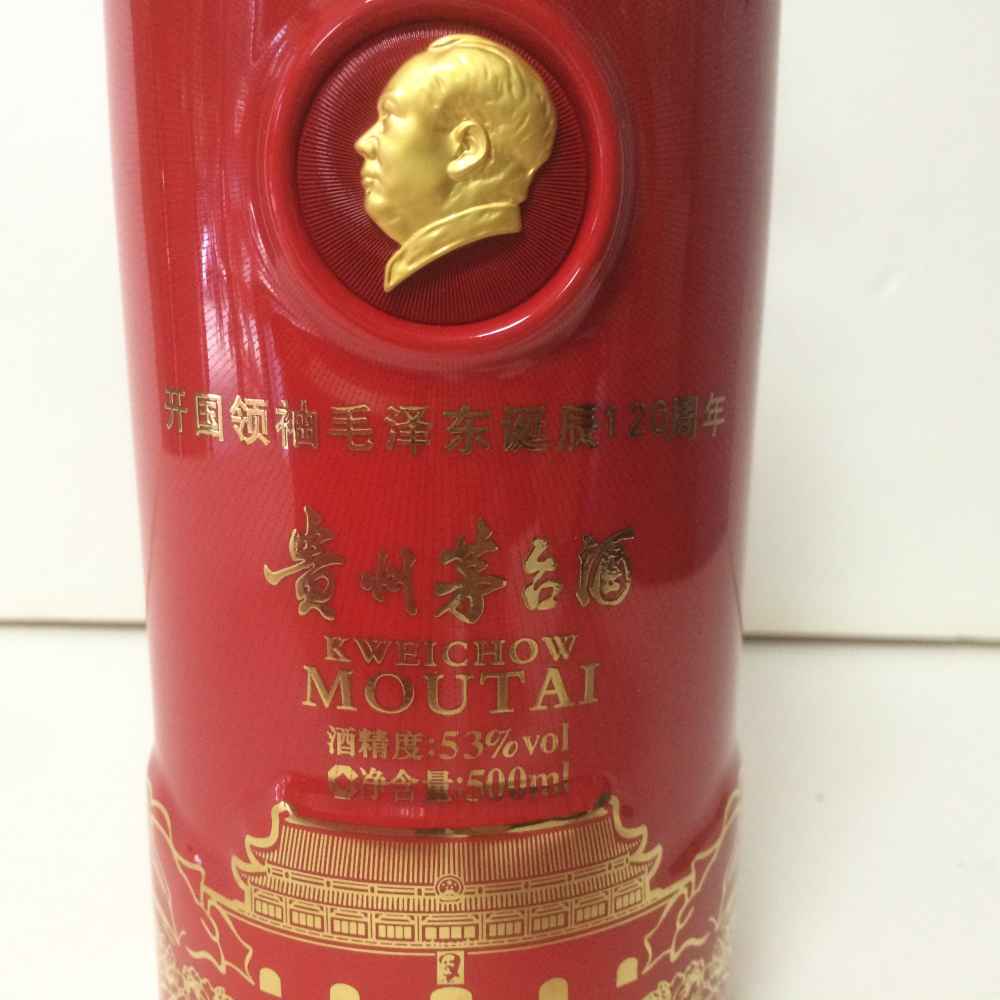 开国领袖毛泽东诞辰120周年
贵州茅台酒
KWEICHOW
MOUTAI
酒精度:53%vol
净含量:500ml